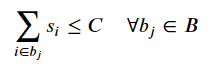 ∑_{i∈b_j} s_i ≤ C ∀b_j ∈ B